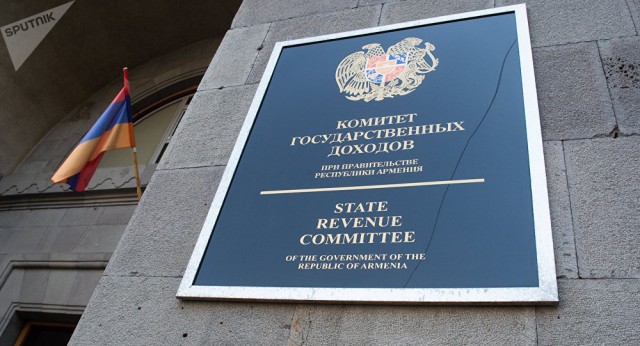 SPUTNIK
КОМИТЕТ
ГОСУДАРСТВЕННЫХ
ДОХОДОВ
ПРИ ПРАВИТЕЛЬСТВЕ
РЕСПУБЛИКИ АРМЕНИЯ
STATE
REVENUE
COMMITTEE
OF THE GOVERNMENT OF THE
REPUBLIC OF ARMENIA